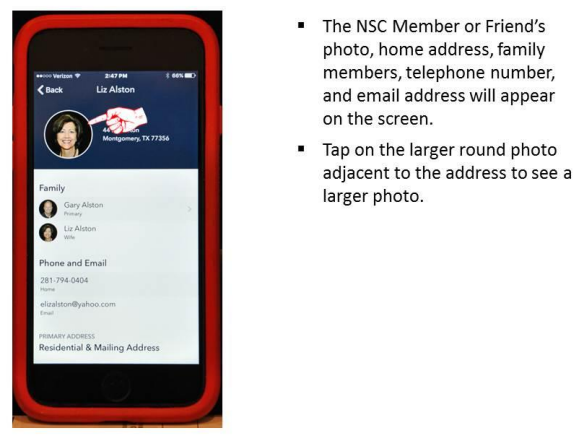 Verizon 2:47 PM 66%
Back Liz Alston
44
Montgomery, TX 77356
Family
Gary Alston
Primary
Liz Alston
Wife
Phone and Email
281-794-0404
Home
elizalston@yahoo.com
Email
PRIMARY ADDRESS
Residential & Mailing Address
▪ The NSC Member or Friend’s
photo, home address, family
members, telephone number,
and email address will appear
on the screen.
▪ Tap on the larger round photo
adjacent to the address to see a
larger photo.